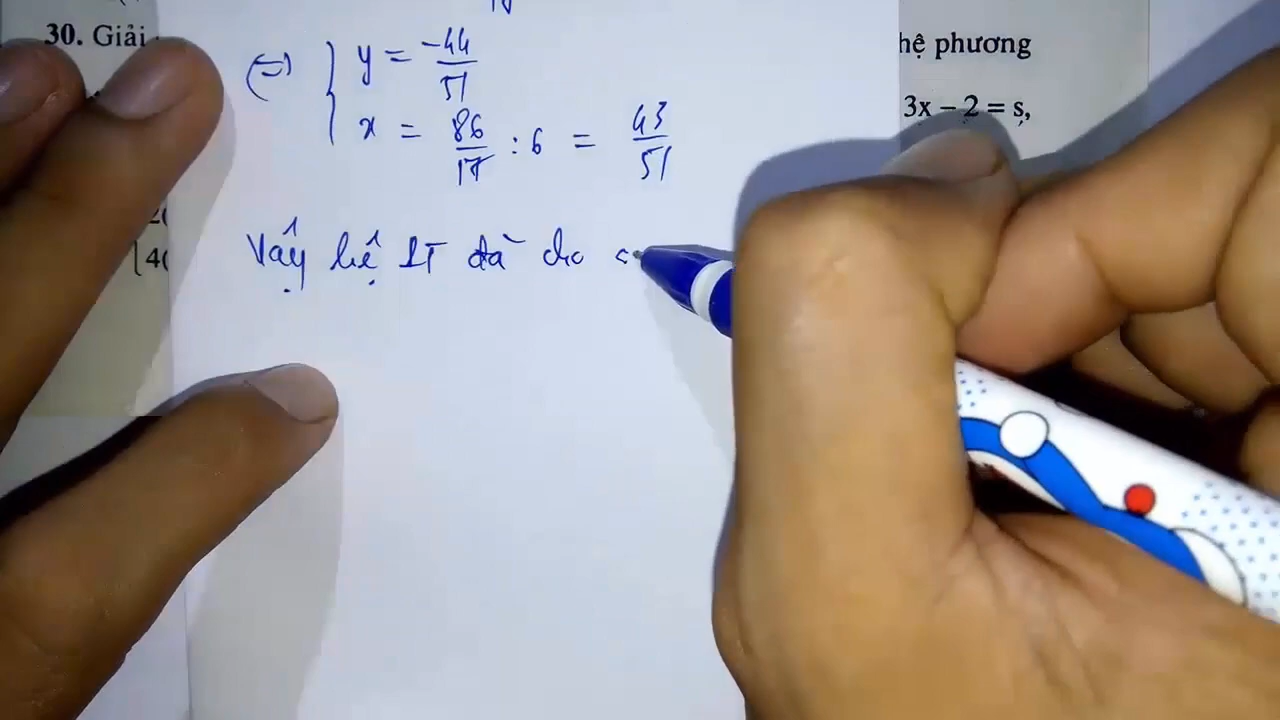 30. Giải
hệ phương
3x – 2 = s,
(=) { y = -44/51
x = 86/17 : 6 = 43/51
Vậy hệ PT đã cho c